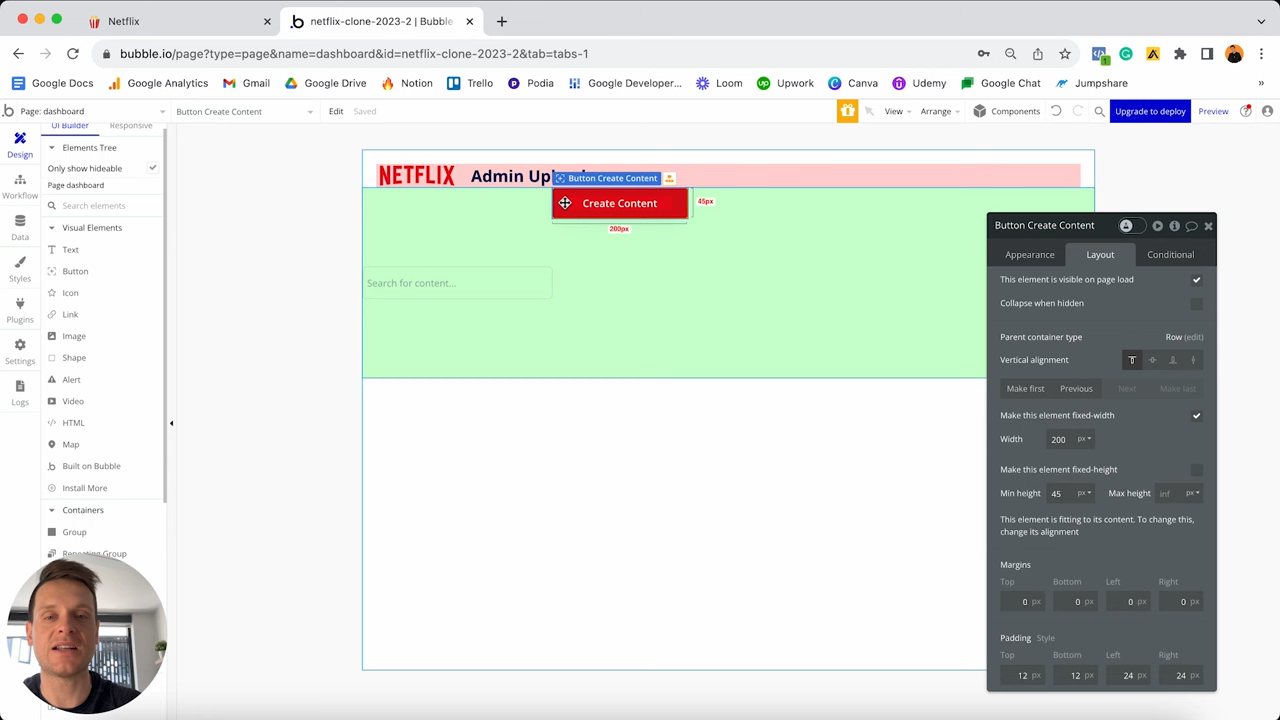 Netflix
netflix-clone-2023-2 | Bubble
bubble.io/page?type=page&name=dashboard&id=netflix-clone-2023-2&tab=tabs-1
Google Docs
Google Analytics
Gmail
Google Drive
Notion
Trello
Podia
Google Developer...
Loom
Upwork
Canva
Udemy
Google Chat
Jumpshare
»
Page: dashboard
Button Create Content
Edit
Saved
View
Arrange
Components
Upgrade to deploy
Preview
Design
Workflow
Data
Styles
Plugins
Settings
Logs
UI Builder
Responsive
Elements Tree
Only show hideable
Page dashboard
Search elements
Visual Elements
Text
Button
Icon
Link
Image
Shape
Alert
Video
HTML
Map
Built on Bubble
Install More
Containers
Group
Repeating Group
NETFLIX
Admin Up
Button Create Content
Create Content
45px
200px
Search for content...
Button Create Content
Appearance
Layout
Conditional
This element is visible on page load
Collapse when hidden
Parent container type
Row (edit)
Vertical alignment
Make first
Previous
Next
Make last
Make this element fixed-width
Width
200
px
Make this element fixed-height
Min height
45
px
Max height
inf
px
This element is fitting to its content. To change this,
change its alignment
Margins
Top Bottom Left Right
0 px 0 px 0 px 0 px
Padding Style
Top Bottom Left Right
12 px 12 px 24 px 24 px